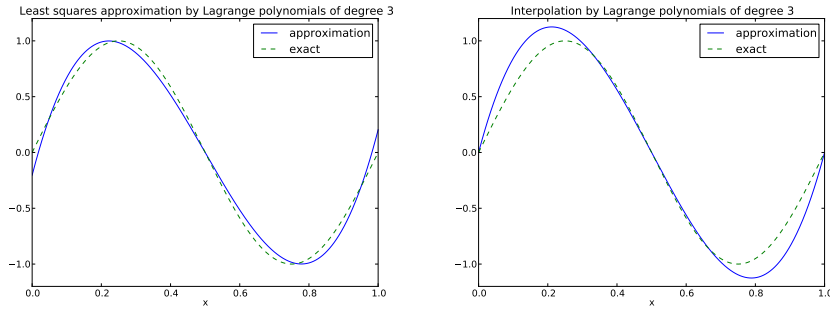 Least squares approximation by Lagrange polynomials of degree 3
approximation
exact
1.0
0.5
0.0
−0.5
−1.0
0.0 0.2 0.4 0.6 0.8 1.0
x
Interpolation by Lagrange polynomials of degree 3
approximation
exact
1.0
0.5
0.0
−0.5
−1.0
0.0 0.2 0.4 0.6 0.8 1.0
x